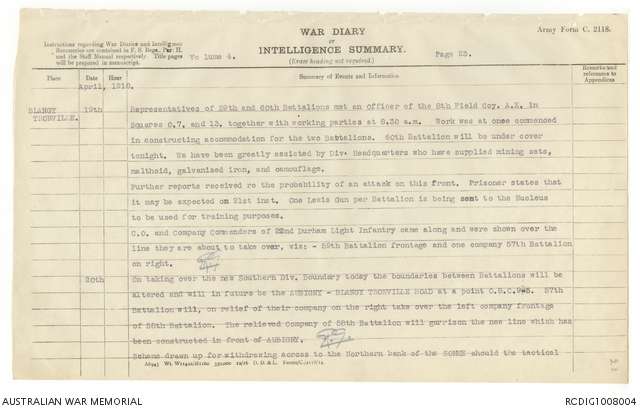 WAR DIARY
or
INTELLIGENCE SUMMARY.
(Erase heading not required.)
Army Form C. 2118.
Instructions regarding War Diaries and Intelligence
Summaries are contained in F. S. Regs., Part II.
and the Staff Manual respectively. Title pages
will be prepared in manuscript.
Vo lume 4.
Page 23.
Place
Date
Hour
Summary of Events and Information
Remarks and
references to
Appendices
April, 1918.
BLANGY
TRONVILLE.
19th
Representatives of 29th and 60th Battalions met an Officer of the 8th Field Coy. A.E. in
Squares O.7. and 13, together with working parties at 8.30 a.m. Work was at once commenced
in constructing accommodation for the two Battalions. 60th Battalion will be under cover
tonight. We have been greatly assisted by Div. Headquarters who have supplied mining sets,
malthoid, galvanised iron, and camouflage.
Further reports received re the probability of an attack on this front. Prisoner states that
it may be expected on 21st inst. One Lewis Gun per Battalion is being sent to the Nucleus
to be used for training purposes.
C.O. and Company Commanders of 22nd Durham Light Infantry came along and were shown over the
line they are about to take over, viz: - 59th Battalion frontage and one company 57th Battalion
on right.
20th
On taking over the new Southern Div. Boundary today the boundaries between Battalions will be
altered and will in future be the AUBIGNY - BLANGY TRONVILLE ROAD at a point 57th
Battalion will, on relief of their company on the right take over the left company frontage
of 58th Battalion. The relieved Company of 58th Battalion will garrison the new line which has
been constructed in front of AUBIGNY.
Scheme drawn up for withdrawing across to the Northern bank of the SOMME should the tactical
AUSTRALIAN WAR MEMORIAL
RCDIG1008004